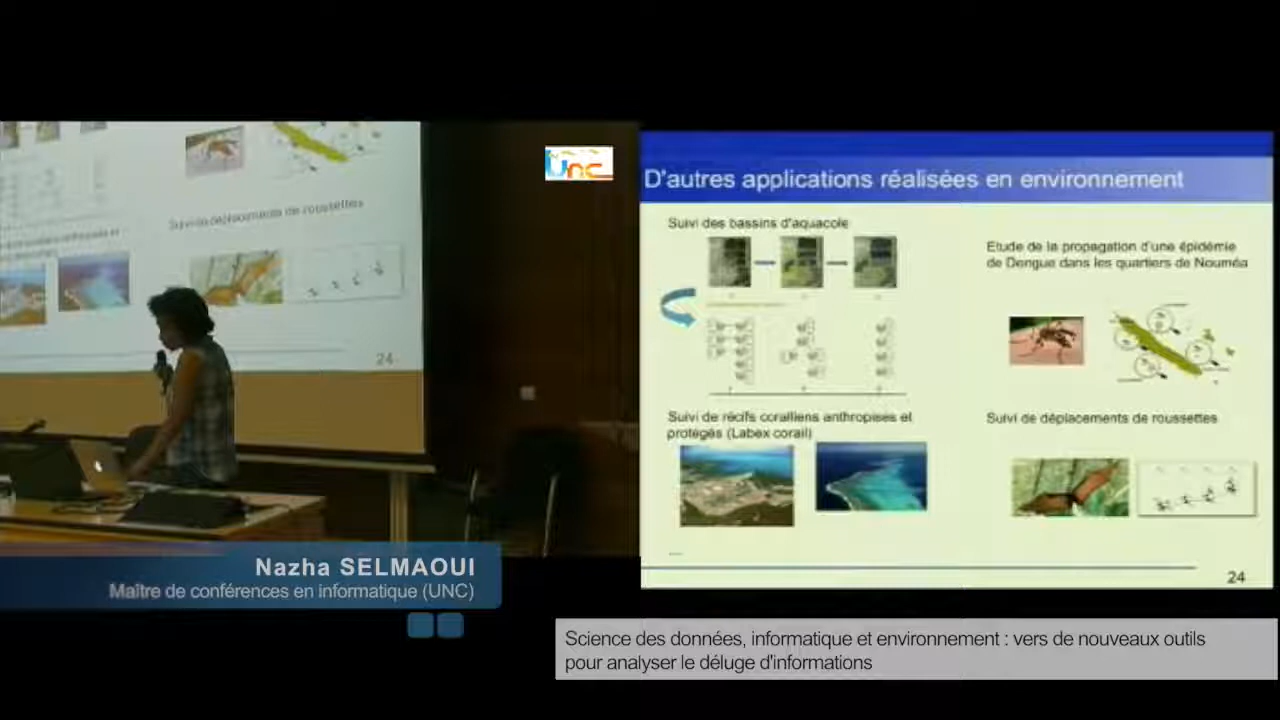 Suivi de déplacements de roussettes
24
Unc
D'autres applications réalisées en environnement
Suivi des bassins d'aquacole
Etude de la propagation d'une épidémie
de Dengue dans les quartiers de Nouméa
Suivi de récifs coralliens anthropisés et
protégés (Labex corail)
Suivi de déplacements de roussettes
24
Nazha SELMAOUI
Maître de conférences en informatique (UNC)
Science des données, informatique et environnement : vers de nouveaux outils
pour analyser le déluge d'informations